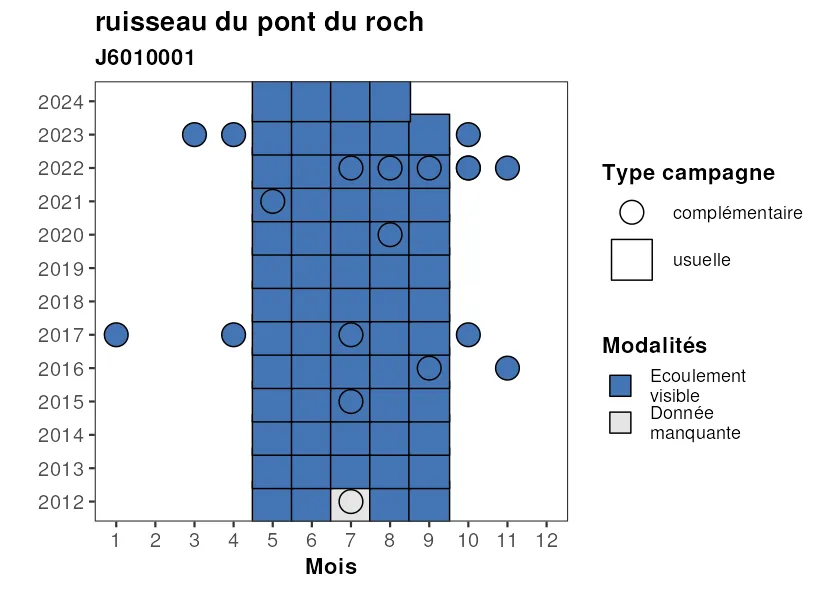 ruisseau du pont du roch
J6010001
2024
2023
2022
2021
2020
2019
2018
2017
2016
2015
2014
2013
2012
1 2 3 4 5 6 7 8 9 10 11 12
Mois
Type campagne
complémentaire
usuelle
Modalités
Ecoulement
visible
Donnée
manquante